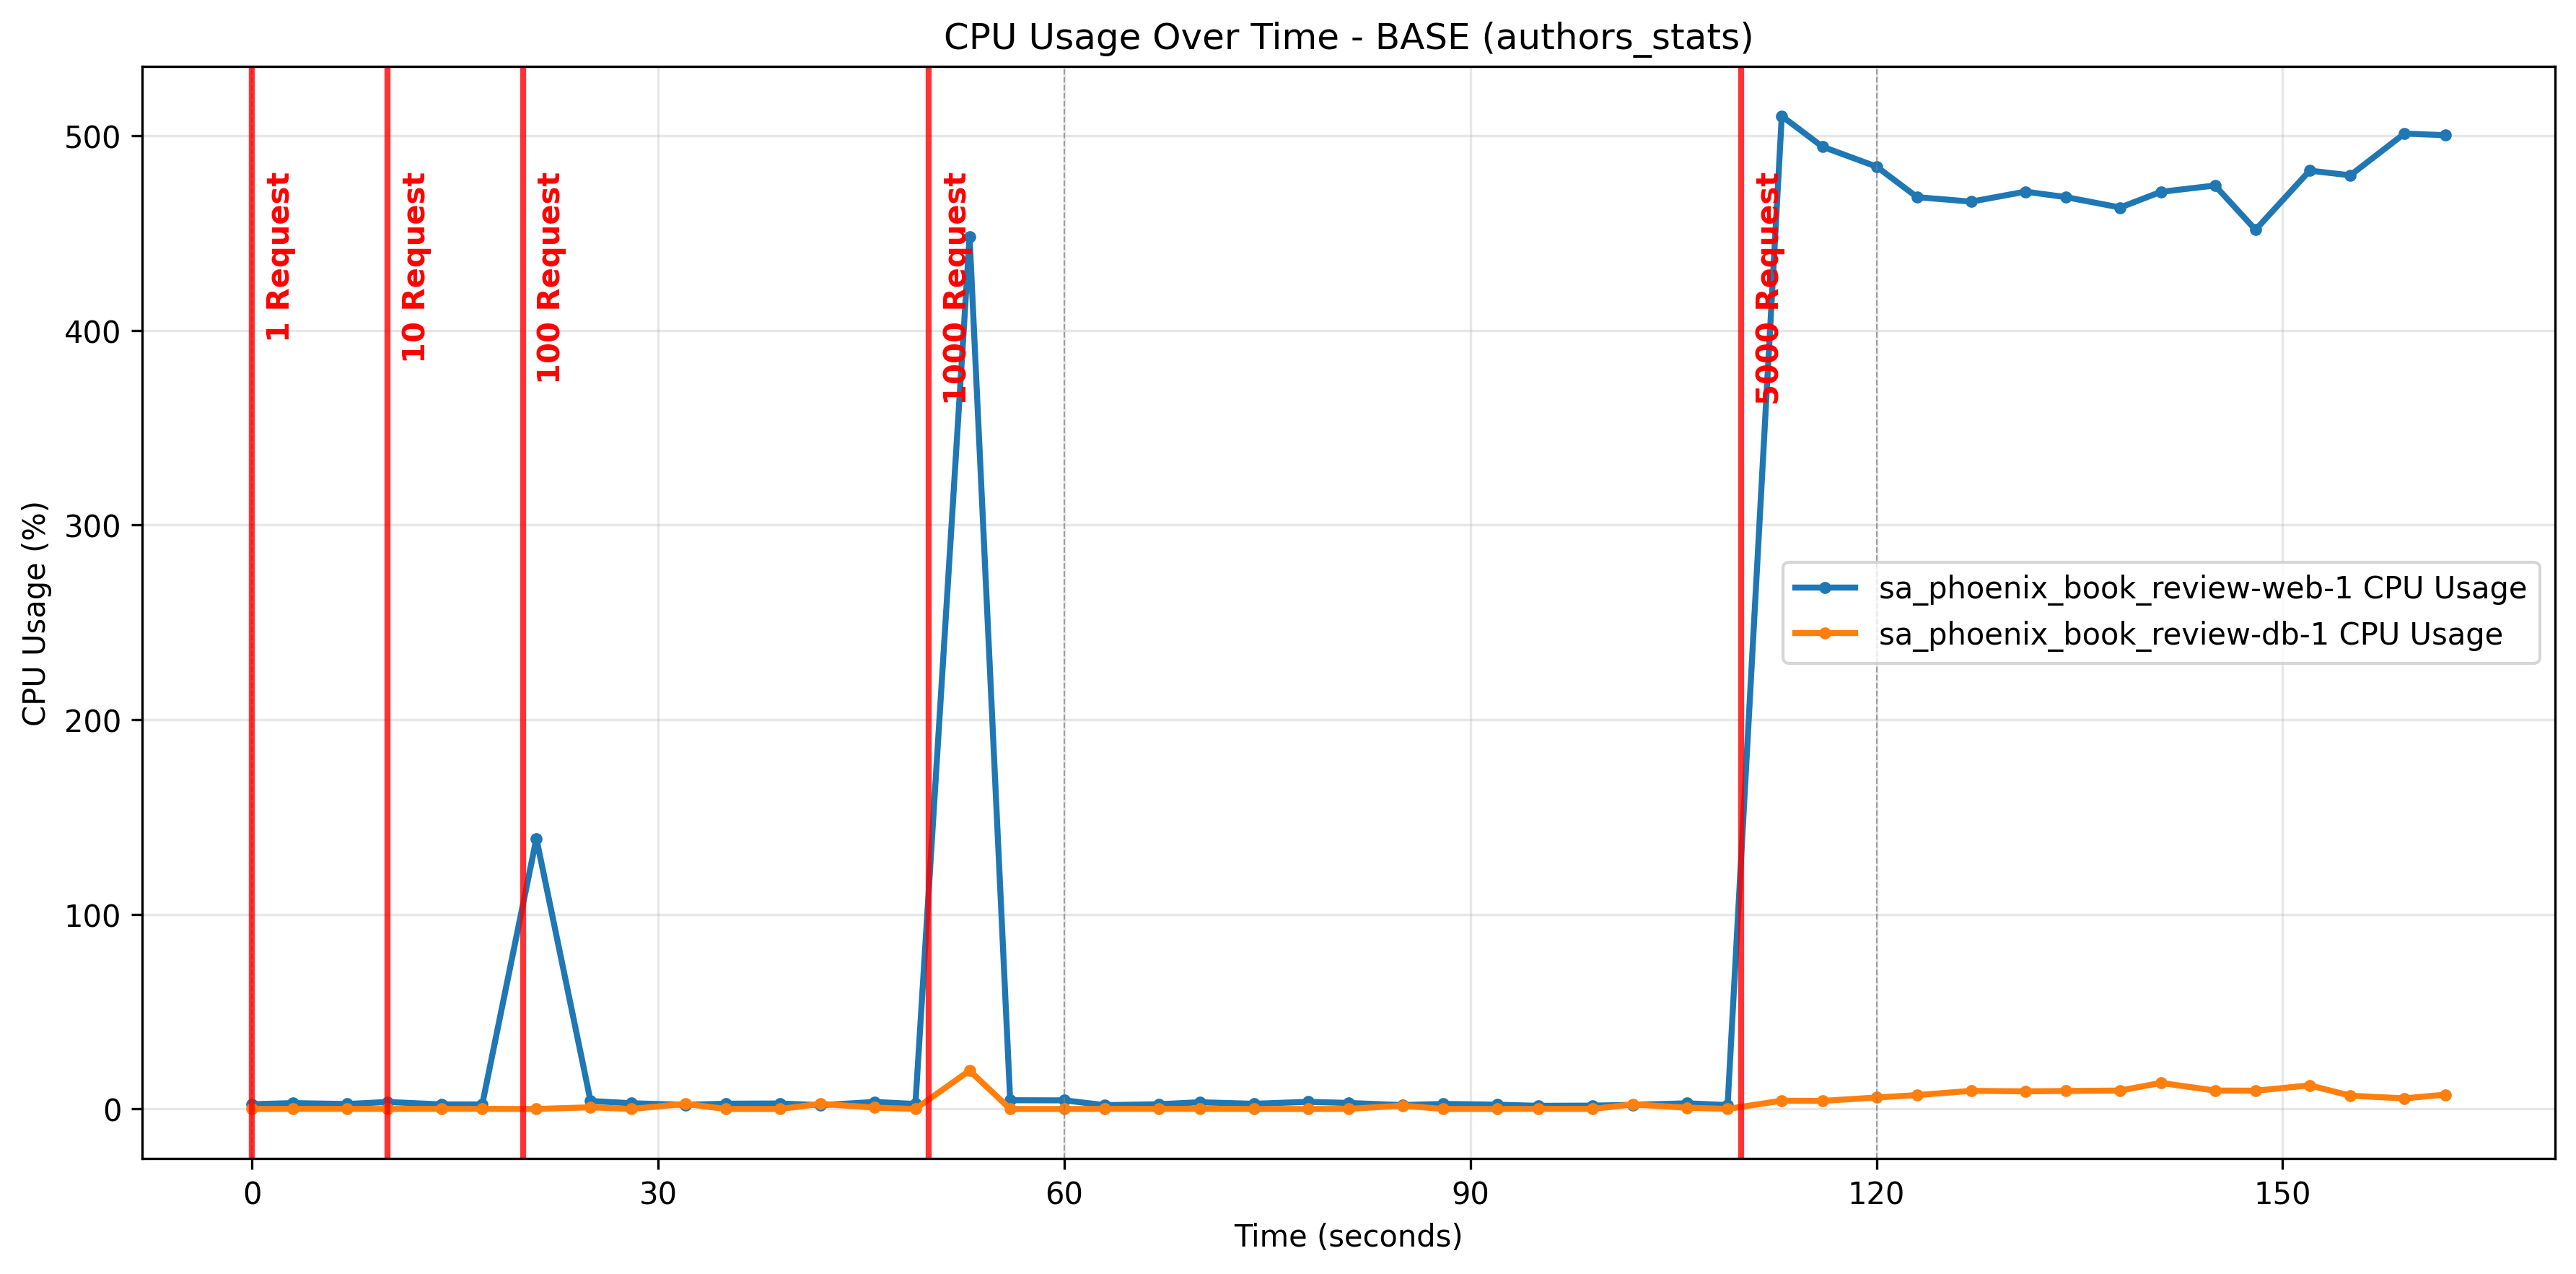 CPU Usage Over Time - BASE (authors_stats)
CPU Usage (%)
500
400
300
200
100
0
1 Request
10 Request
100 Request
1000 Request
5000 Request
sa_phoenix_book_review-web-1 CPU Usage
sa_phoenix_book_review-db-1 CPU Usage
0
30
60
90
120
150
Time (seconds)